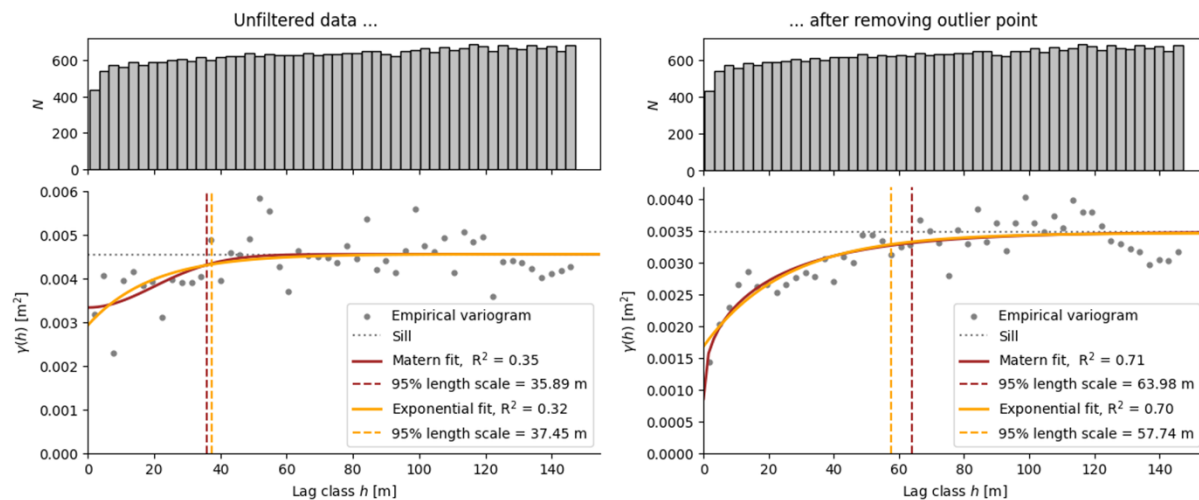 Unfiltered data ...
... after removing outlier point
N
600
400
200
0
N
600
400
200
0
γ(h) [m²]
0.006
0.005
0.004
0.003
0.002
0.001
0.000
Empirical variogram
Sill
Matern fit, R² = 0.35
95% length scale = 35.89 m
Exponential fit, R² = 0.32
95% length scale = 37.45 m
0 20 40 60 80 100 120 140
Lag class h [m]
γ(h) [m²]
0.0040
0.0035
0.0030
0.0025
0.0020
0.0015
0.0010
0.0005
0.0000
Empirical variogram
Sill
Matern fit, R² = 0.71
95% length scale = 63.98 m
Exponential fit, R² = 0.70
95% length scale = 57.74 m
0 20 40 60 80 100 120 140
Lag class h [m]